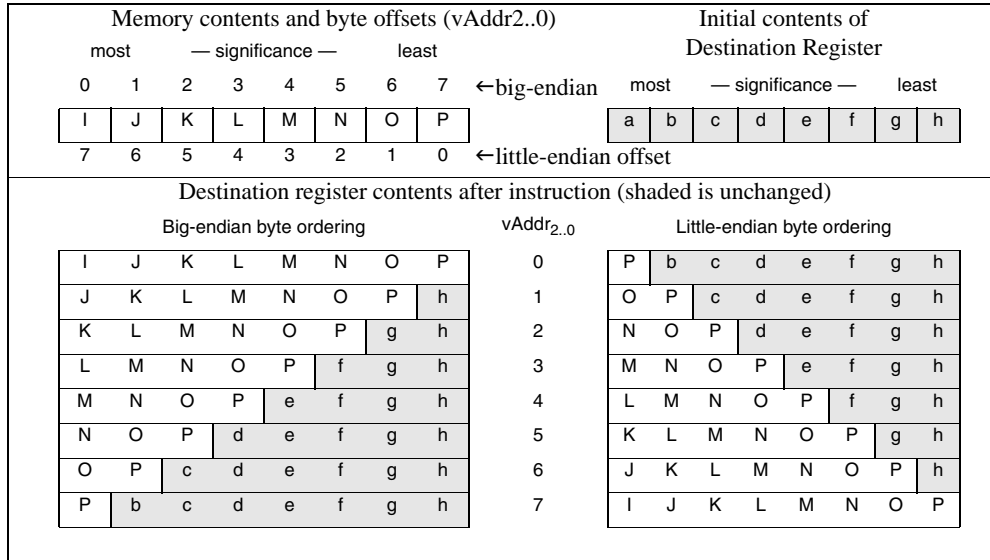 Memory contents and byte offsets (vAddr2..0) Initial contents of
most — significance — least Destination Register
0 1 2 3 4 5 6 7 ←big-endian most — significance — least
I J K L M N O P a b c d e f g h
7 6 5 4 3 2 1 0 ←little-endian offset
Destination register contents after instruction (shaded is unchanged)
Big-endian byte ordering vAddr2..0 Little-endian byte ordering
I J K L M N O P 0 P b c d e f g h
J K L M N O P h 1 O P c d e f g h
K L M N O P g h 2 N O P d e f g h
L M N O P f g h 3 M N O P e f g h
M N O P e f g h 4 L M N O P f g h
N O P d e f g h 5 K L M N O P g h
O P c d e f g h 6 J K L M N O P h
P b c d e f g h 7 I J K L M N O P